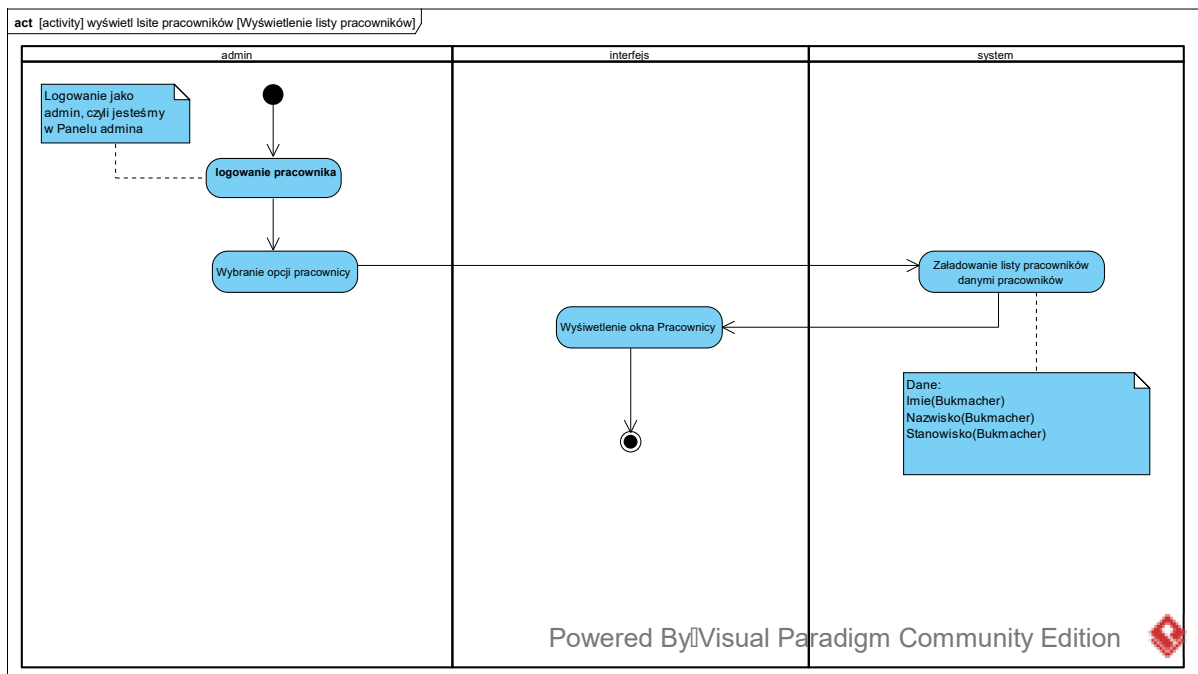 act [activity] wyświetl lsite pracowników [Wyświetlenie listy pracowników]
admin
interfejs
system
Logowanie jako
admin, czyli jesteśmy
w Panelu admina
logowanie pracownika
Wybranie opcji pracownicy
Załadowanie listy pracowników
danymi pracowników
Wyśiwetlenie okna Pracownicy
Dane:
Imie(Bukmacher)
Nazwisko(Bukmacher)
Stanowisko(Bukmacher)
Powered By Visual Paradigm Community Edition